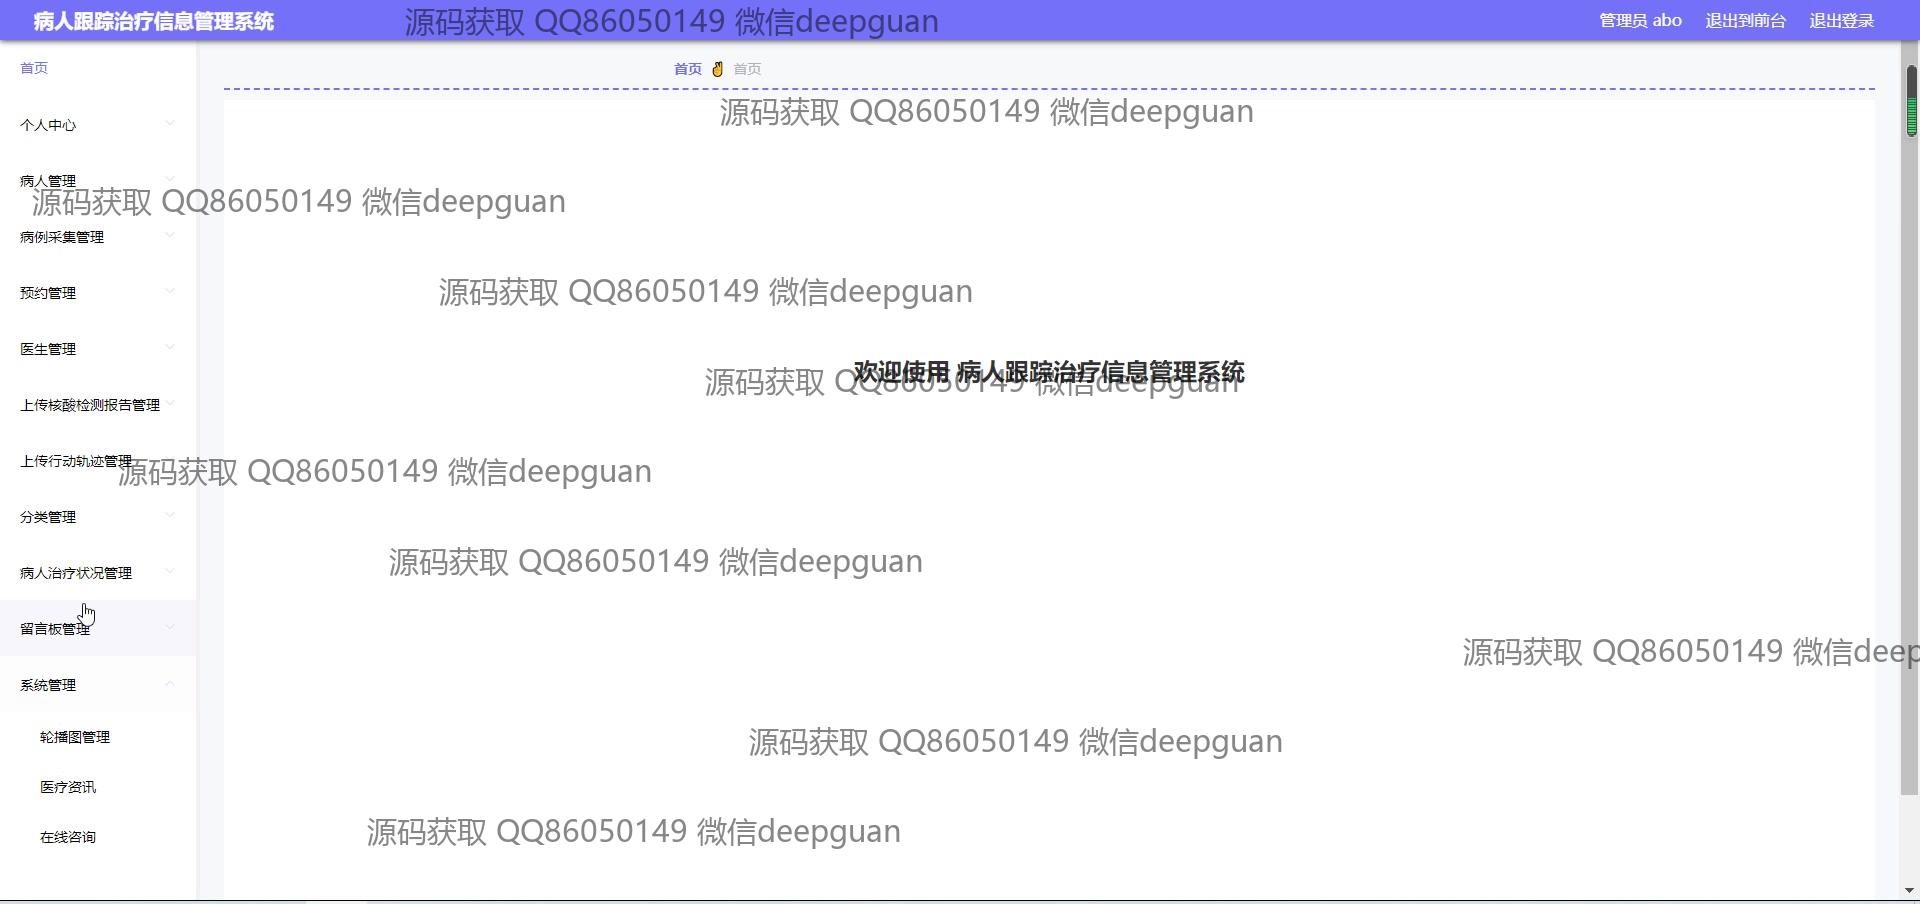 病人跟踪治疗信息管理系统
源码获取 QQ86050149 微信deepguan
管理员 abo
退出到前台
退出登录
首页
首页 首页
源码获取 QQ86050149 微信deepguan
个人中心
病人管理
源码获取 QQ86050149 微信deepguan
病例采集管理
预约管理
源码获取 QQ86050149 微信deepguan
医生管理
欢迎使用 病人跟踪治疗信息管理系统
源码获取 QQ86050149 微信deepguan
上传核酸检测报告管理
上传行动轨迹管理
源码获取 QQ86050149 微信deepguan
分类管理
源码获取 QQ86050149 微信deepguan
病人治疗状况管理
留言板管理
源码获取 QQ86050149 微信deep
系统管理
轮播图管理
源码获取 QQ86050149 微信deepguan
医疗资讯
在线咨询
源码获取 QQ86050149 微信deepguan